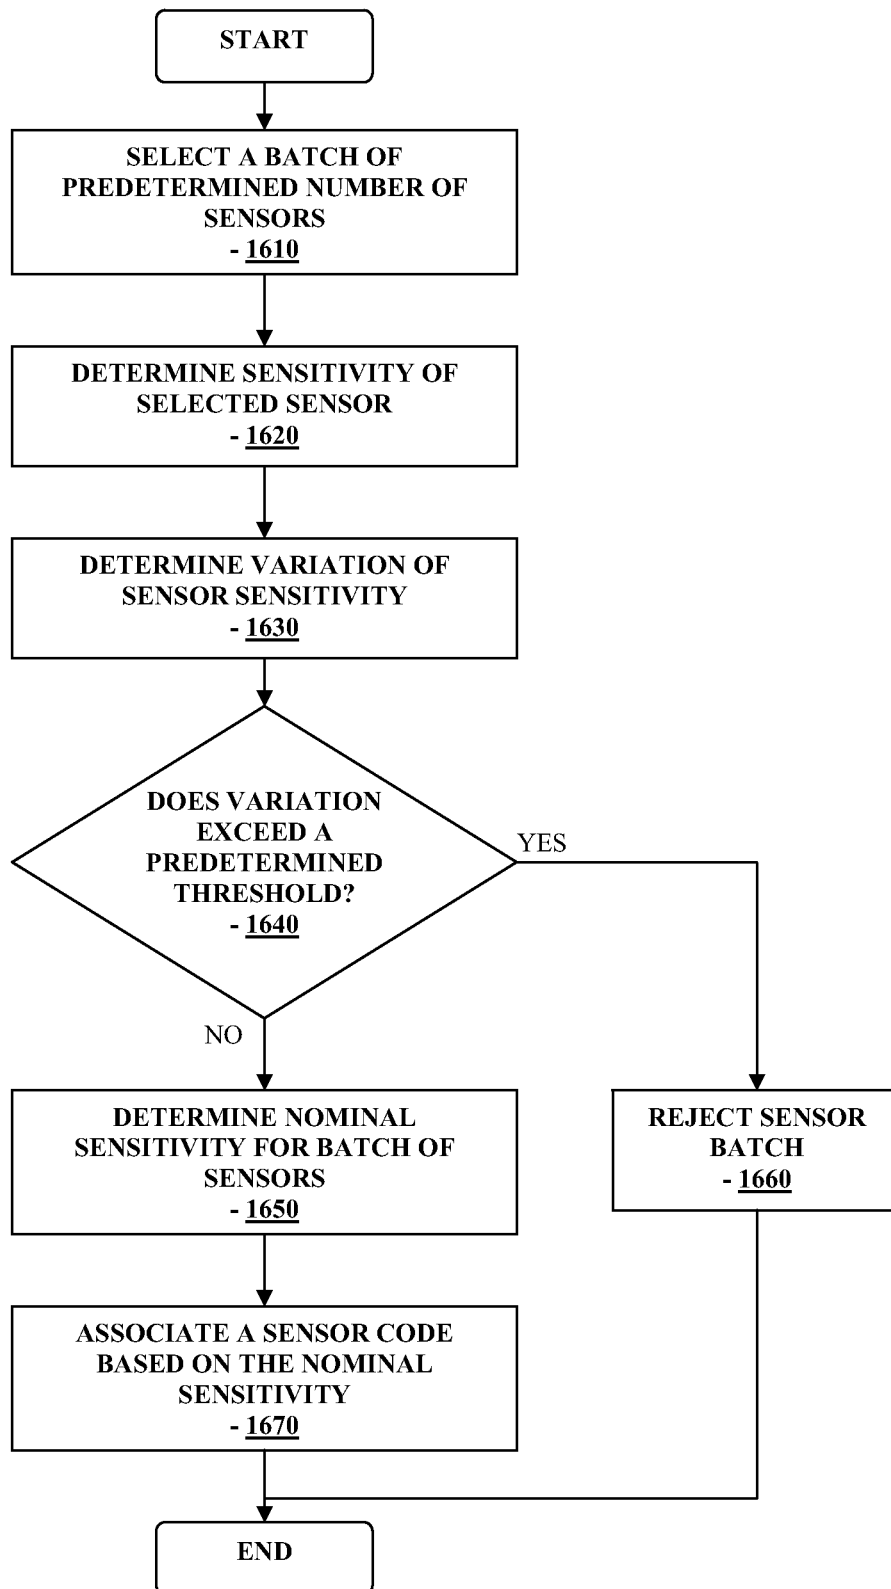 START
SELECT A BATCH OF
PREDETERMINED NUMBER OF
SENSORS
- 1610
DETERMINE SENSITIVITY OF
SELECTED SENSOR
- 1620
DETERMINE VARIATION OF
SENSOR SENSITIVITY
- 1630
DOES VARIATION
EXCEED A
PREDETERMINED
THRESHOLD?
- 1640
YES
NO
DETERMINE NOMINAL
SENSITIVITY FOR BATCH OF
SENSORS
- 1650
REJECT SENSOR
BATCH
- 1660
ASSOCIATE A SENSOR CODE
BASED ON THE NOMINAL
SENSITIVITY
- 1670
END